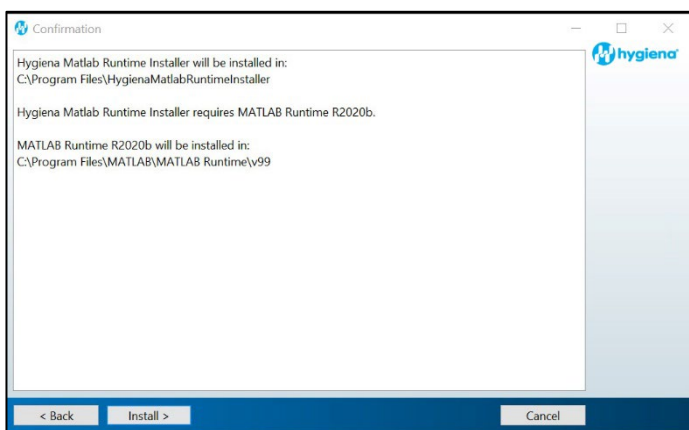 Confirmation
hygiena
Hygiena Matlab Runtime Installer will be installed in:
C:\Program Files\HygienaMatlabRuntimeInstaller
Hygiena Matlab Runtime Installer requires MATLAB Runtime R2020b.
MATLAB Runtime R2020b will be installed in:
C:\Program Files\MATLAB\MATLAB Runtime\v99
< Back
Install >
Cancel